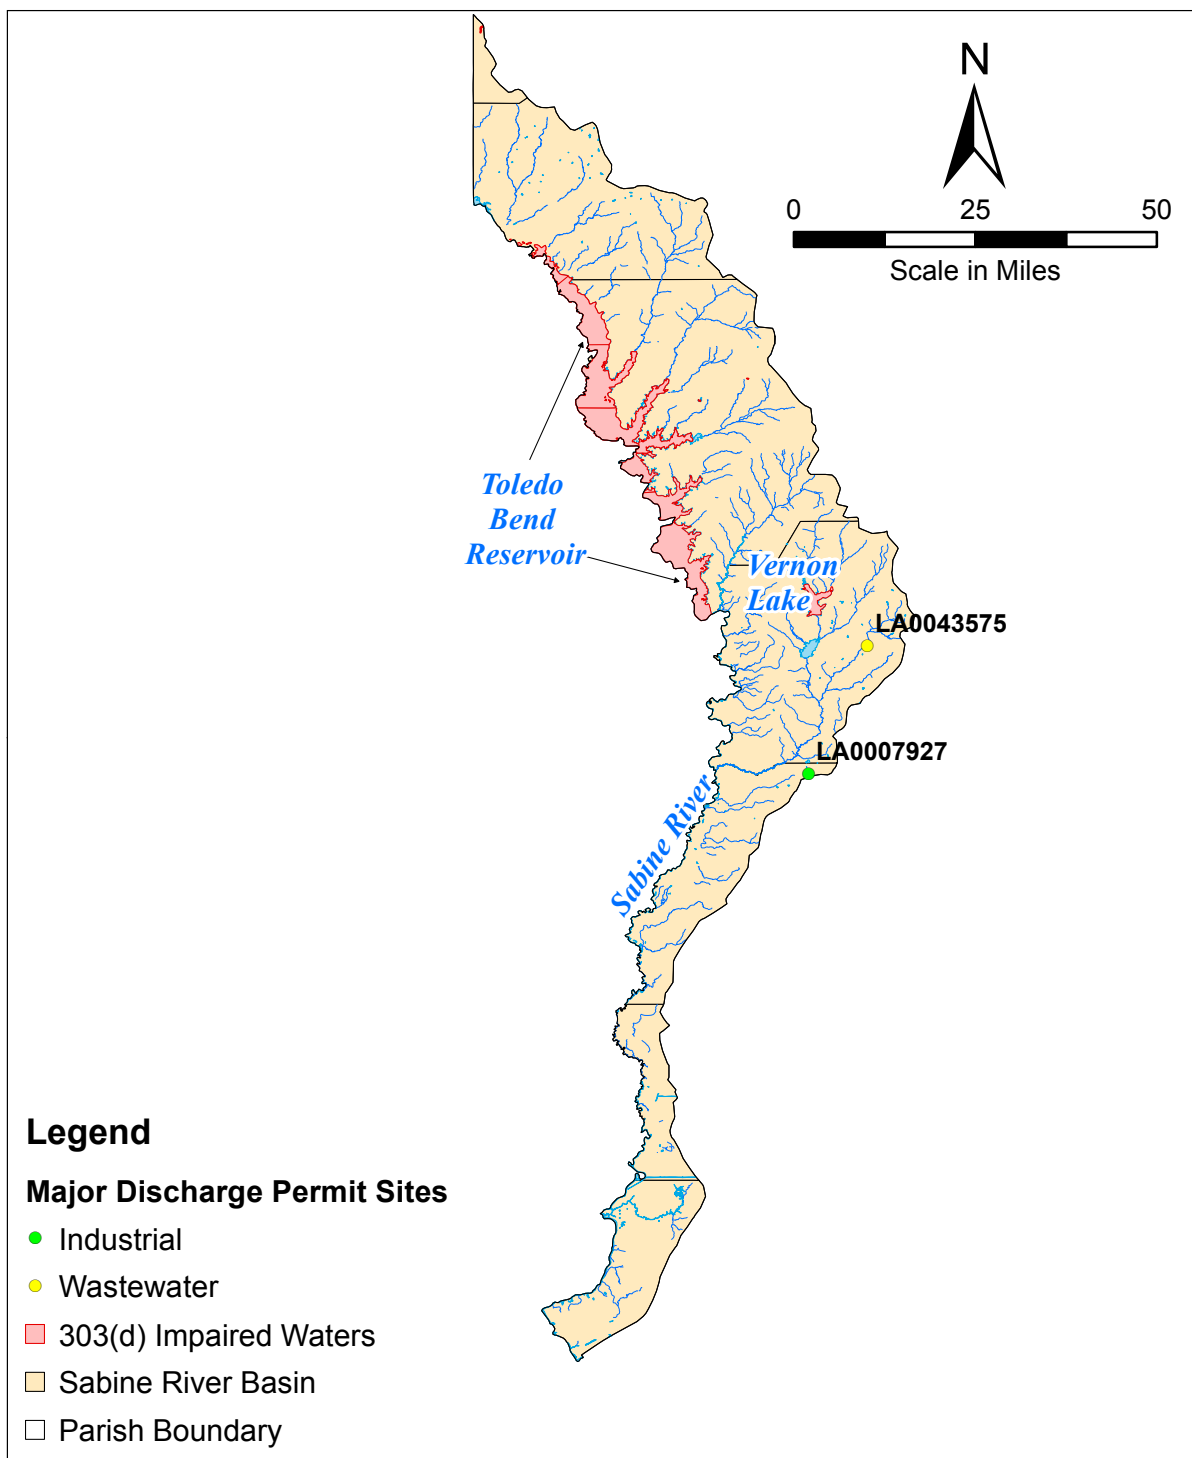 N
0 25 50
Scale in Miles
Toledo
Bend
Reservoir
Vernon
Lake
LA0043575
LA0007927
Sabine River
Legend
Major Discharge Permit Sites
Industrial
Wastewater
303(d) Impaired Waters
Sabine River Basin
Parish Boundary